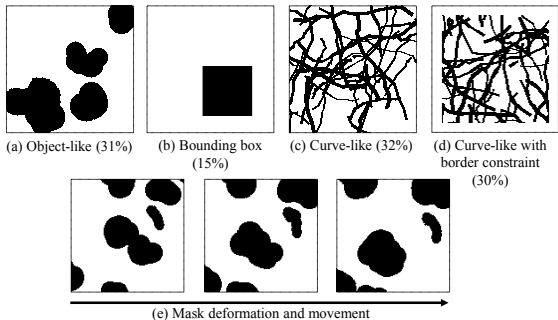 (a) Object-like (31%)
(b) Bounding box
(15%)
(c) Curve-like (32%)
(d) Curve-like with
border constraint
(30%)
(e) Mask deformation and movement